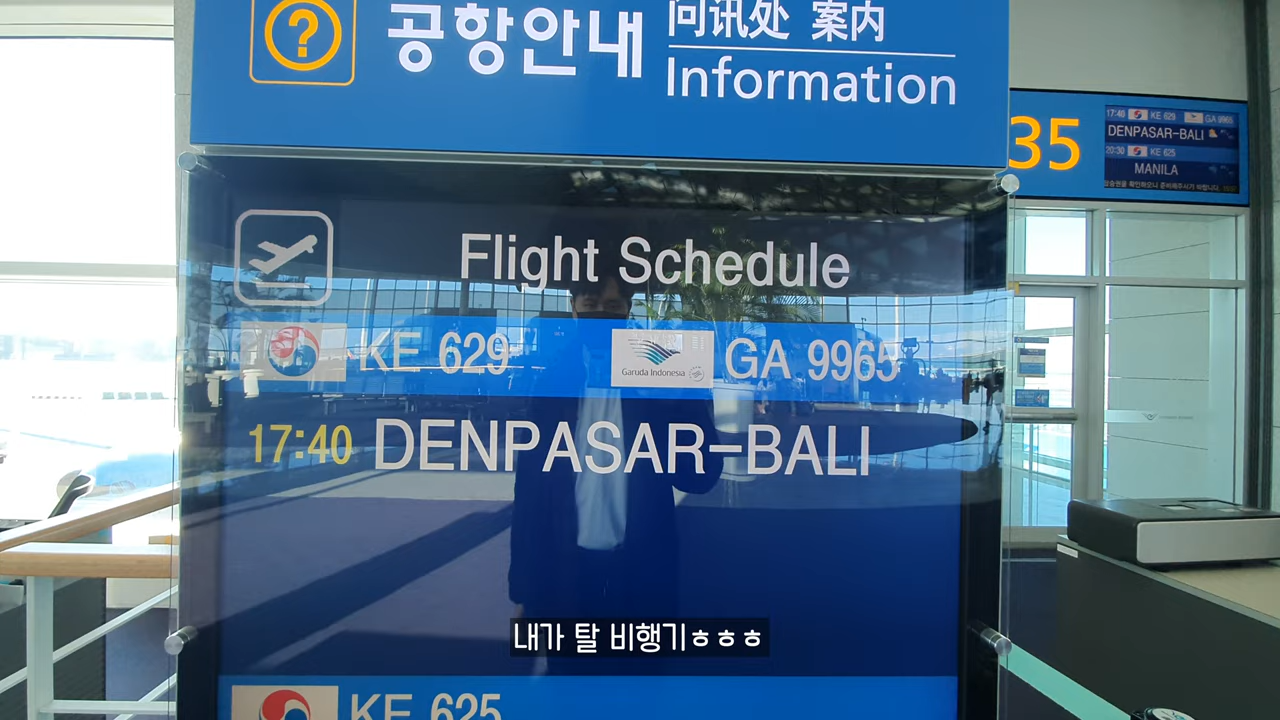 ?
공항안내
问讯处 案内
Information
35
17:40 KE 629 GA 9965
DENPASAR-BALI
20:30 KE 625
MANILA
Flight Schedule
KE 629 Garuda Indonesia GA 9965
17:40 DENPASAR-BALI
내가 탈 비행기ㅎㅎㅎ
KE 625